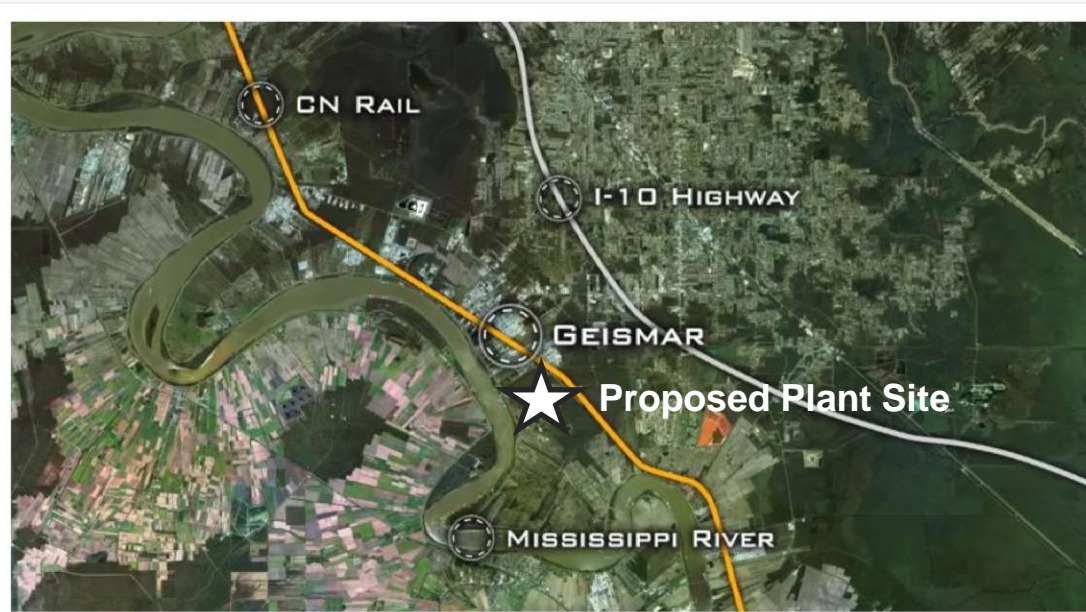 CN RAIL
I-10 HIGHWAY
GEISMAR
Proposed Plant Site
MISSISSIPPI RIVER